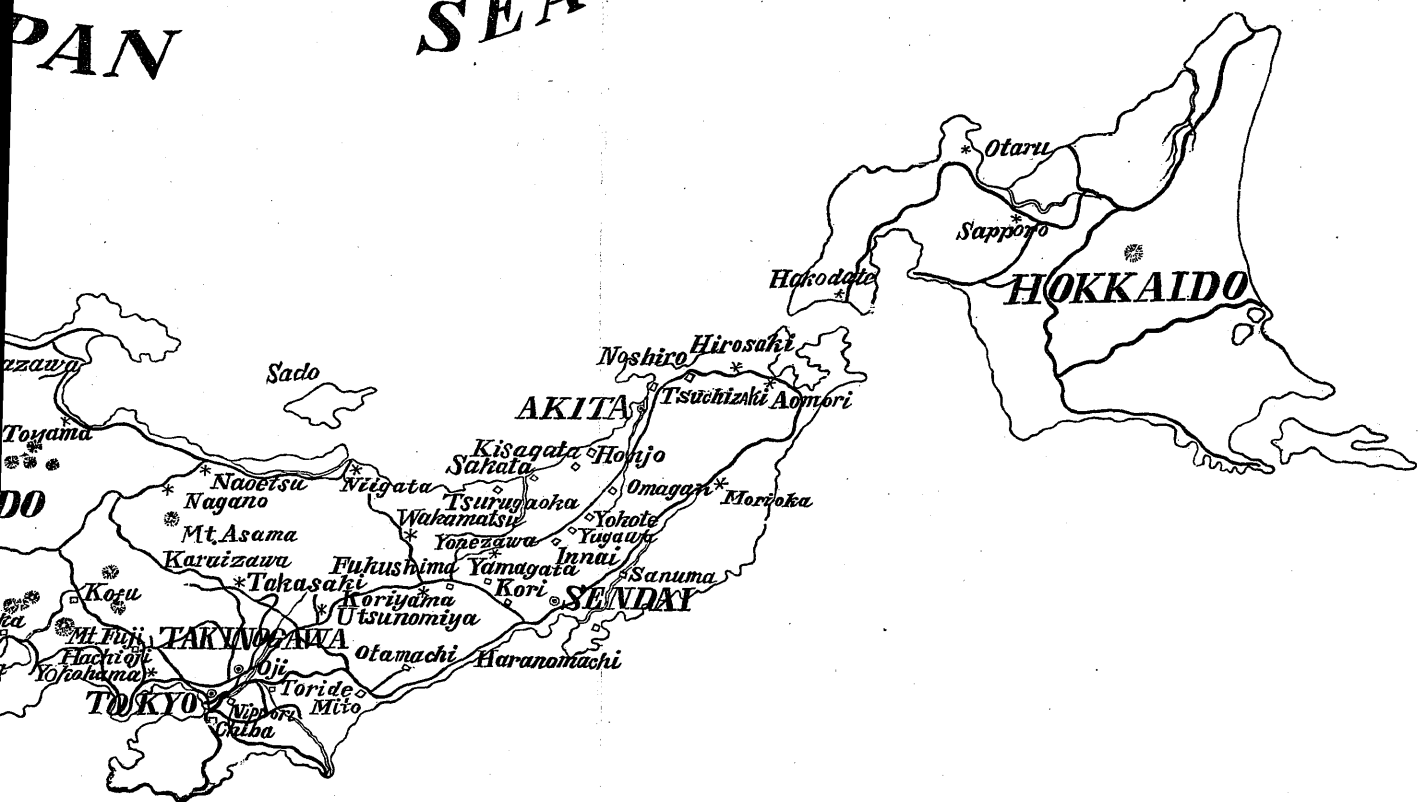 PAN
SEA
Otaru
Sapporo
Hakodate
HOKKAIDO
Noshiro
Hirosaki
azawa
Sado
Tsuchizaki
Aomori
AKITA
Toyama
Kisagata
Honjo
Sakata
Naoetsu
Niigata
Omagari
Morioka
Nagano
Tsurugaoka
DO
Wakamatsu
Yokote
Mt. Asama
Yonezawa
Yugawa
Innai
Karuizawa
Fukushima
Yamagata
Sanuma
Takasaki
Kofu
Koriyama
Kori
SENDAI
Utsunomiya
ka
Mt. Fuji
TAKINOGAWA
Hachioji
Otamachi
Haranomachi
Yokohama
Oji
Toride
TOKYO
Mito
Nippori
Chiba